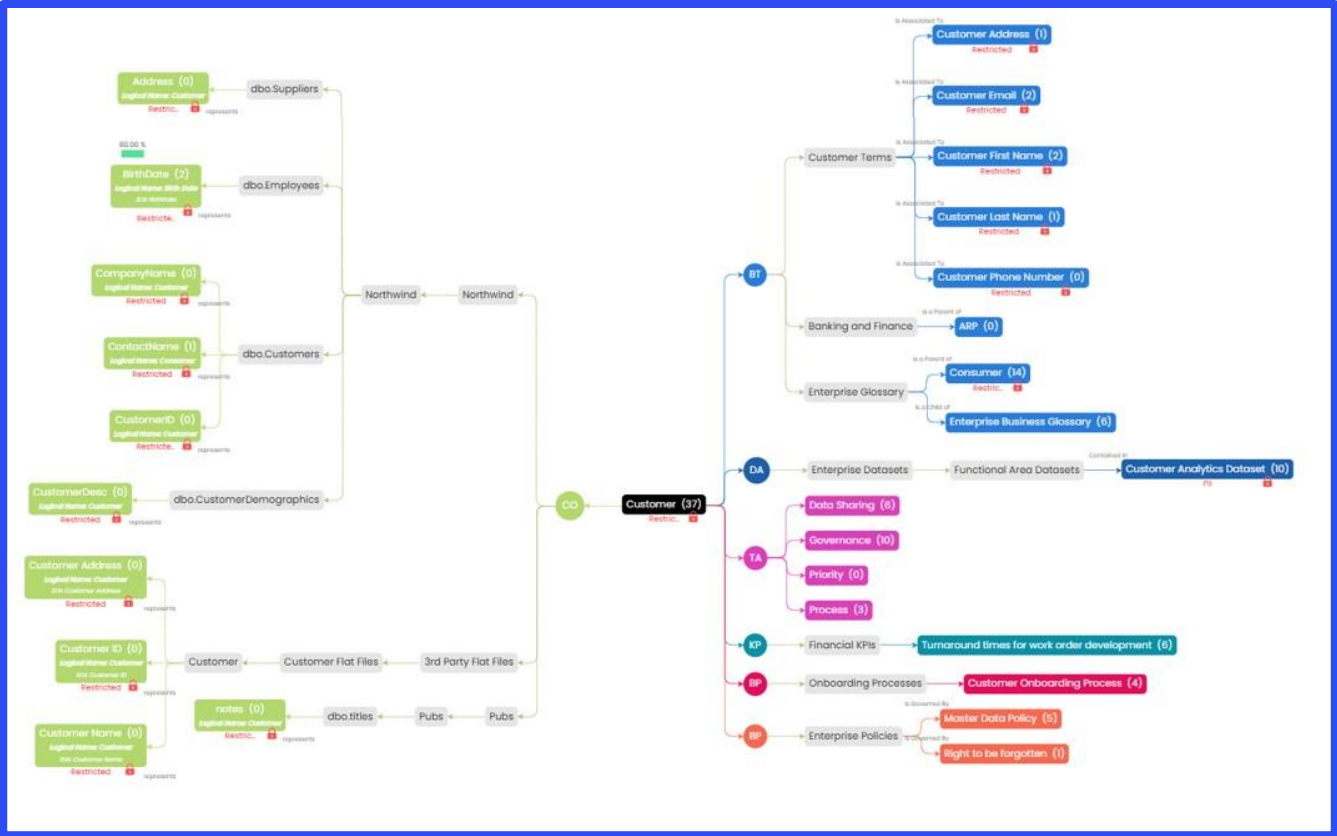 Address (0)
Logical Name: Customer
Restric..
represents
dbo.Suppliers
80.00 %
BirthDate (2)
Logical Name: Birth Date
BirthDate
Restricte..
represents
dbo.Employees
CompanyName (0)
Logical Name: Customer
Restricted
represents
ContactName (1)
Logical Name: Consumer
Restricted
represents
dbo.Customers
CustomerID (0)
Logical Name: Customer
Restricte..
represents
Northwind
Northwind
CustomerDesc (0)
Logical Name: Customer
Restricted
represents
dbo.CustomerDemographics
Customer Address (0)
Logical Name: Customer
Customer Address
Restricted
represents
Customer ID (0)
Logical Name: Customer
Customer ID
Restricted
represents
Customer
Customer Flat Files
3rd Party Flat Files
notes (0)
Logical Name: Customer
Restric..
represents
dbo.titles
Pubs
Pubs
Customer Name (0)
Logical Name: Customer
Customer Name
Restricted
represents
CO
Customer (37)
Restric..
BT
Customer Terms
Is Associated To
Customer Address (1)
Restricted
Is Associated To
Customer Email (2)
Restricted
Is Associated To
Customer First Name (2)
Restricted
Is Associated To
Customer Last Name (1)
Restricted
Is Associated To
Customer Phone Number (0)
Restricted
Banking and Finance
Is a Parent of
ARP (0)
Enterprise Glossary
Is a Parent of
Consumer (14)
Restric..
Is a Child of
Enterprise Business Glossary (6)
DA
Enterprise Datasets
Functional Area Datasets
Contained In
Customer Analytics Dataset (10)
PII
TA
Data Sharing (6)
Governance (10)
Priority (0)
Process (3)
KP
Financial KPIs
Turnaround times for work order development (6)
BP
Onboarding Processes
Customer Onboarding Process (4)
BP
Enterprise Policies
Is Governed By
Master Data Policy (5)
Is Governed By
Right to be forgotten (1)